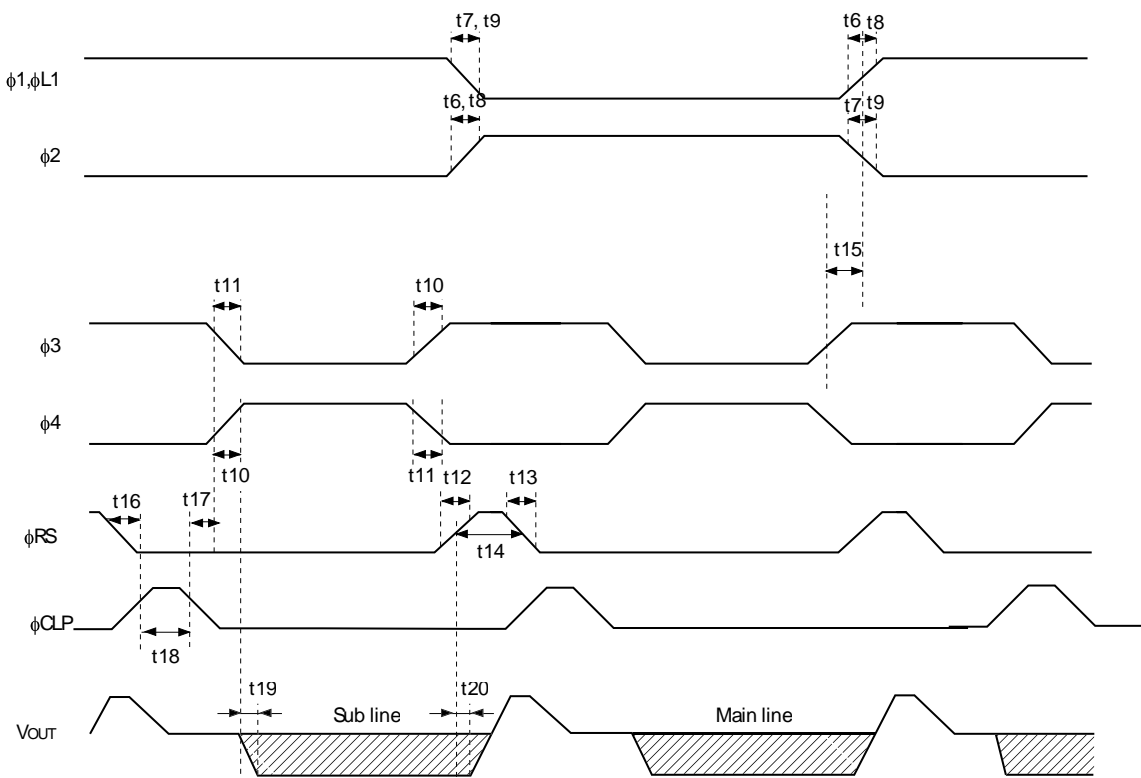 t7, t9
t6 t8
ϕ1,ϕL1
t6, t8
t7 t9
ϕ2
t15
t11
t10
ϕ3
ϕ4
t10
t11
t12
t13
t16
t17
ϕRS
t14
ϕCLP
t18
t19
t20
Sub line
Main line
VOUT